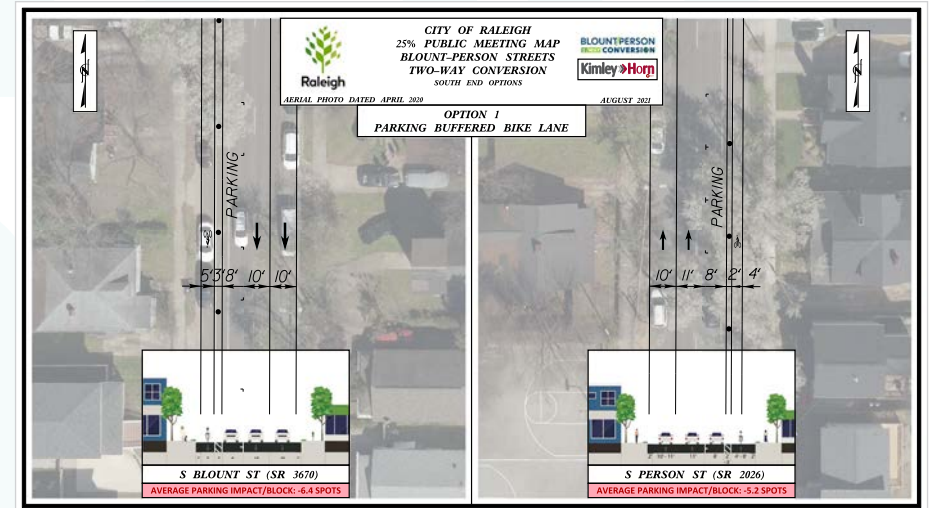 CITY OF RALEIGH
25% PUBLIC MEETING MAP
BLOUNT–PERSON STREETS
TWO–WAY CONVERSION
SOUTH END OPTIONS
Raleigh
BLOUNT/PERSON
CONVERSION
Kimley»Horn
AERIAL PHOTO DATED APRIL 2020
AUGUST 2021
OPTION 1
PARKING BUFFERED BIKE LANE
PARKING
PARKING
5' 3' 8' 10' 10'
10' 11' 8' 2' 4'
S BLOUNT ST (SR 3670)
AVERAGE PARKING IMPACT/BLOCK: -6.4 SPOTS
S PERSON ST (SR 2026)
AVERAGE PARKING IMPACT/BLOCK: -5.2 SPOTS